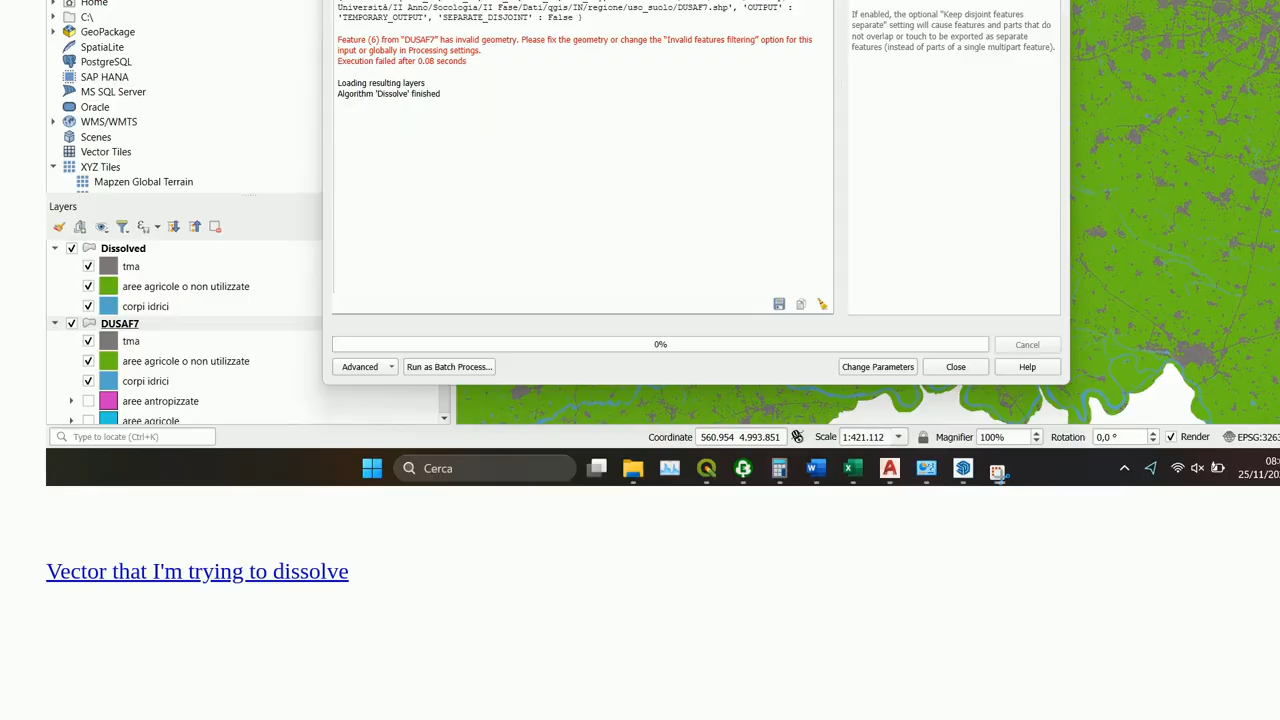 Home
C:\
GeoPackage
SpatiaLite
PostgreSQL
SAP HANA
MS SQL Server
Oracle
WMS/WMTS
Scenes
Vector Tiles
XYZ Tiles
Mapzen Global Terrain
Layers
Dissolved
tma
aree agricole o non utilizzate
corpi idrici
DUSAF7
tma
aree agricole o non utilizzate
corpi idrici
aree antropizzate
aree agricole
Università/II Anno/Socologia/II Fase/Dati/qgis/IN/regione/uso_suolo/DUSAF7.shp', 'OUTPUT' :
'TEMPORARY_OUTPUT', 'SEPARATE_DISJOINT' : False }
Feature (6) from “DUSAF7” has invalid geometry. Please fix the geometry or change the “Invalid features filtering” option for this
input or globally in Processing settings.
Execution failed after 0.08 seconds
Loading resulting layers
Algorithm 'Dissolve' finished
If enabled, the optional "Keep disjoint features
separate" setting will cause features and parts that do
not overlap or touch to be exported as separate
features (instead of parts of a single multipart feature).
0%
Cancel
Advanced
Run as Batch Process...
Change Parameters
Close
Help
Type to locate (Ctrl+K)
Coordinate 560.954 4.993.851
Scale 1:421.112
Magnifier 100%
Rotation 0,0 °
Render
Cerca
Vector that I'm trying to dissolve